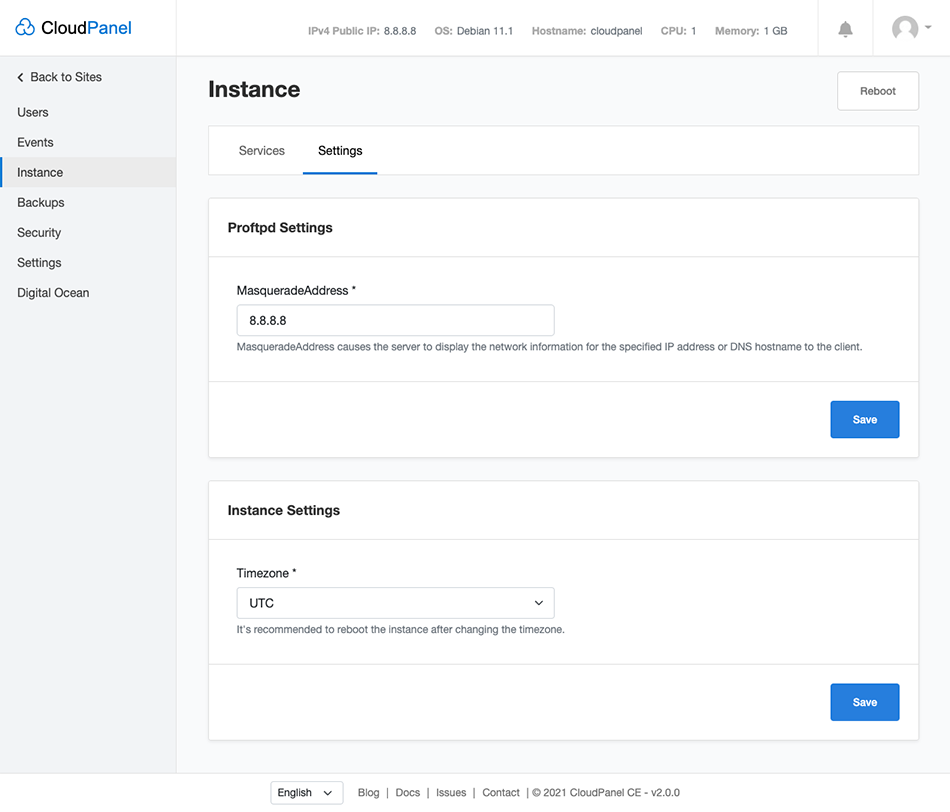 CloudPanel
IPv4 Public IP: 8.8.8.8 OS: Debian 11.1 Hostname: cloudpanel CPU: 1 Memory: 1 GB
Back to Sites
Users
Events
Instance
Backups
Security
Settings
Digital Ocean
Instance
Reboot
Services Settings
Proftpd Settings
MasqueradeAddress *
8.8.8.8
MasqueradeAddress causes the server to display the network information for the specified IP address or DNS hostname to the client.
Save
Instance Settings
Timezone *
UTC
It's recommended to reboot the instance after changing the timezone.
Save
English Blog | Docs | Issues | Contact | © 2021 CloudPanel CE - v2.0.0